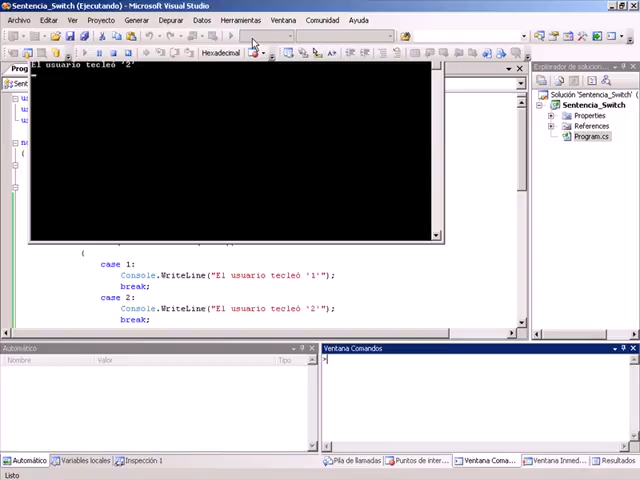 Sentencia_Switch (Ejecutando) - Microsoft Visual Studio
Archivo Editar Ver Proyecto Generar Depurar Datos Herramientas Ventana Comunidad Ayuda
Hexadecimal
El usuario tecleó '2'
Explorador de solucion...
Solución 'Sentencia_Switch' (
Sentencia_Switch
Properties
References
Program.cs
{
case 1:
Console.WriteLine("El usuario tecleó '1'");
break;
case 2:
Console.WriteLine("El usuario tecleó '2'");
break;
Automático
Nombre Valor Tipo
Ventana Comandos
>
Automático Variables locales Inspección 1
Pila de llamadas Puntos de inter... Ventana Coma... Ventana Inmed... Resultados
Listo